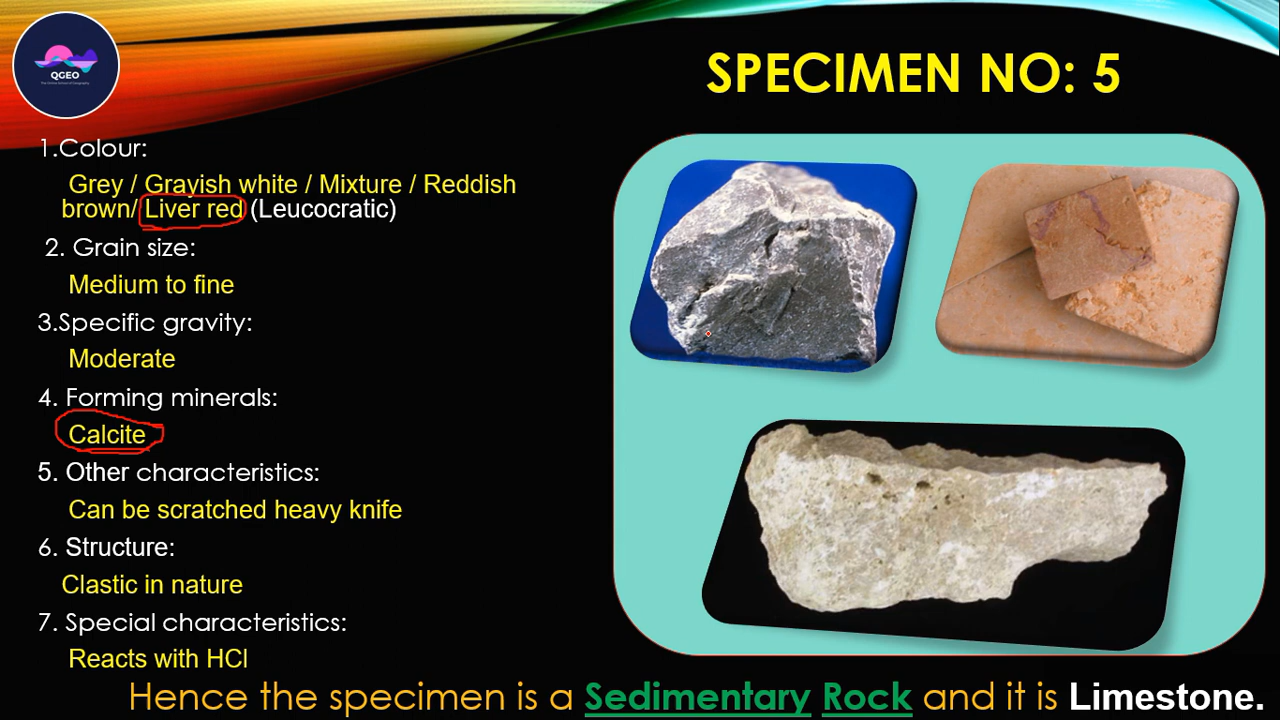 QGEO
SPECIMEN NO: 5
1.Colour:
Grey / Grayish white / Mixture / Reddish
brown/ Liver red (Leucocratic)
2. Grain size:
Medium to fine
3.Specific gravity:
Moderate
4. Forming minerals:
Calcite
5. Other characteristics:
Can be scratched heavy knife
6. Structure:
Clastic in nature
7. Special characteristics:
Reacts with HCl
Hence the specimen is a Sedimentary Rock and it is Limestone.